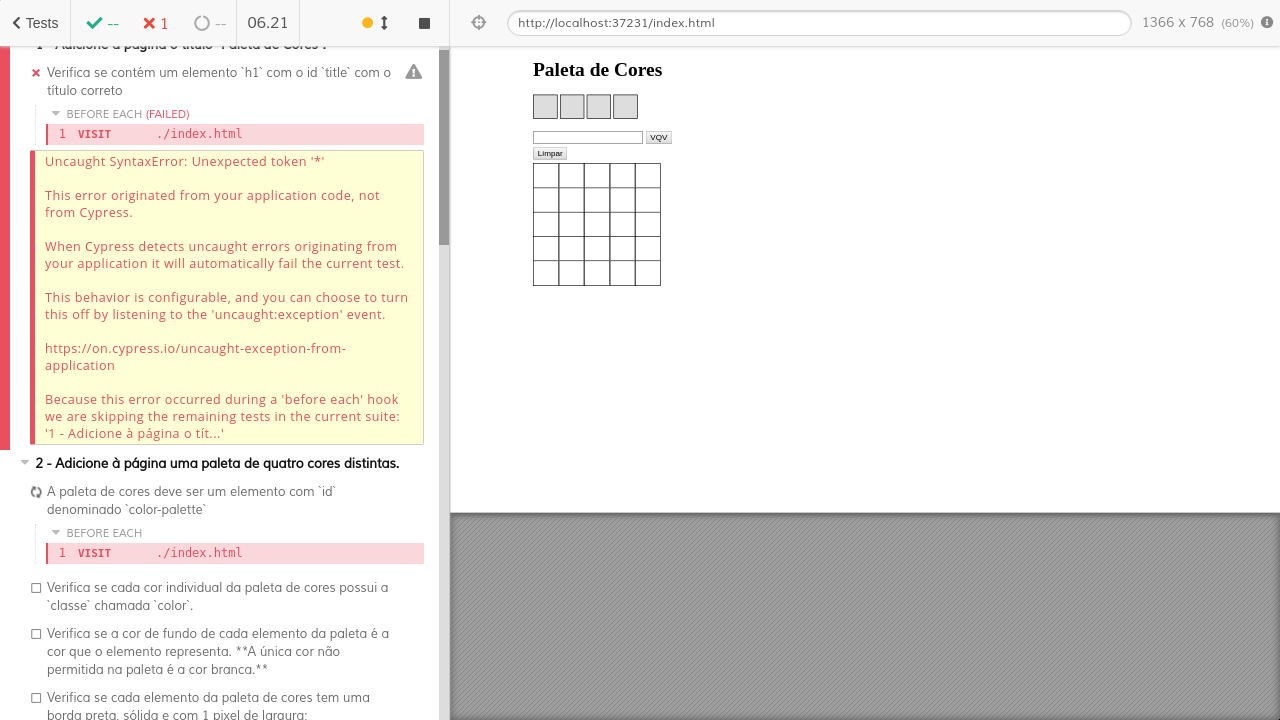 Tests
--
1
--
06.21
http://localhost:37231/index.html
1366 x 768 (60%)
1 - Adicione à página o título "Paleta de Cores".
Verifica se contém um elemento `h1` com o id `title` com o
título correto
BEFORE EACH (FAILED)
1 VISIT ./index.html
Uncaught SyntaxError: Unexpected token '*'
This error originated from your application code, not
from Cypress.
When Cypress detects uncaught errors originating from
your application it will automatically fail the current test.
This behavior is configurable, and you can choose to turn
this off by listening to the 'uncaught:exception' event.
https://on.cypress.io/uncaught-exception-from-
application
Because this error occurred during a 'before each' hook
we are skipping the remaining tests in the current suite:
'1 - Adicione à página o tít...'
2 - Adicione à página uma paleta de quatro cores distintas.
A paleta de cores deve ser um elemento com `id`
denominado `color-palette`
BEFORE EACH
1 VISIT ./index.html
Verifica se cada cor individual da paleta de cores possui a
`classe` chamada `color`.
Verifica se a cor de fundo de cada elemento da paleta é a
cor que o elemento representa. **A única cor não
permitida na paleta é a cor branca.**
Verifica se cada elemento da paleta de cores tem uma
borda preta, sólida e com 1 pixel de largura;
Paleta de Cores
VQV
Limpar